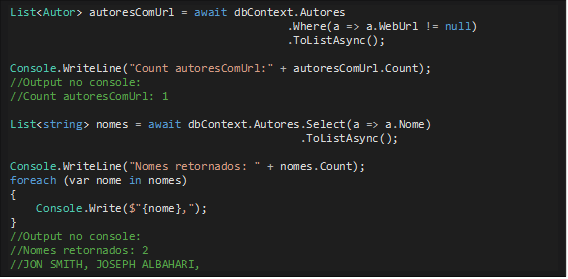 List<Autor> autoresComUrl = await dbContext.Autores
.Where(a => a.WebUrl != null)
.ToListAsync();
Console.WriteLine("Count autoresComUrl:" + autoresComUrl.Count);
//Output no console:
//Count autoresComUrl: 1
List<string> nomes = await dbContext.Autores.Select(a => a.Nome)
.ToListAsync();
Console.WriteLine("Nomes retornados: " + nomes.Count);
foreach (var nome in nomes)
{
Console.Write($"{nome},");
}
//Output no console:
//Nomes retornados: 2
//JON SMITH, JOSEPH ALBAHARI,